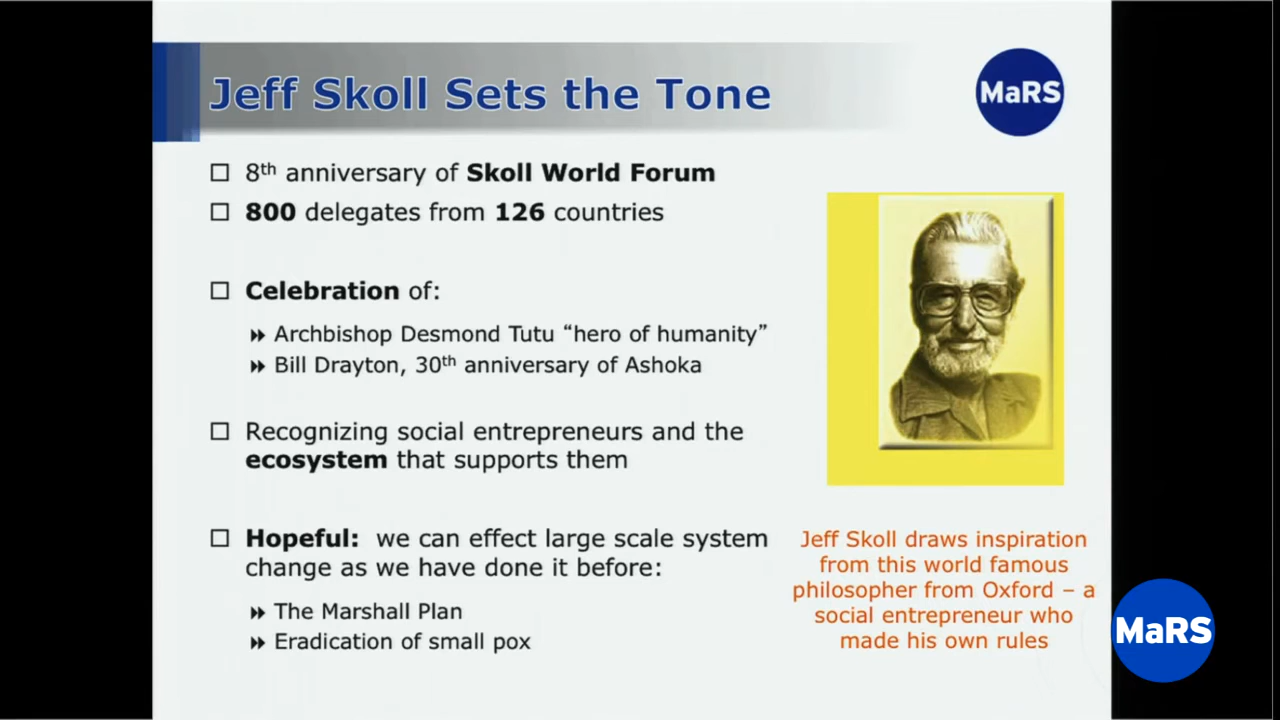 Jeff Skoll Sets the Tone
MaRS
8th anniversary of Skoll World Forum
800 delegates from 126 countries
Celebration of:
Archbishop Desmond Tutu “hero of humanity”
Bill Drayton, 30th anniversary of Ashoka
Recognizing social entrepreneurs and the
ecosystem that supports them
Hopeful: we can effect large scale system
change as we have done it before:
The Marshall Plan
Eradication of small pox
Jeff Skoll draws inspiration
from this world famous
philosopher from Oxford – a
social entrepreneur who
made his own rules
MaRS